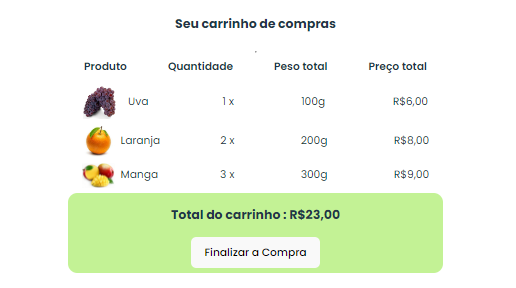 Seu carrinho de compras
Produto Quantidade Peso total Preço total
Uva 1 x 100g R$6,00
Laranja 2 x 200g R$8,00
Manga 3 x 300g R$9,00
Total do carrinho : R$23,00
Finalizar a Compra